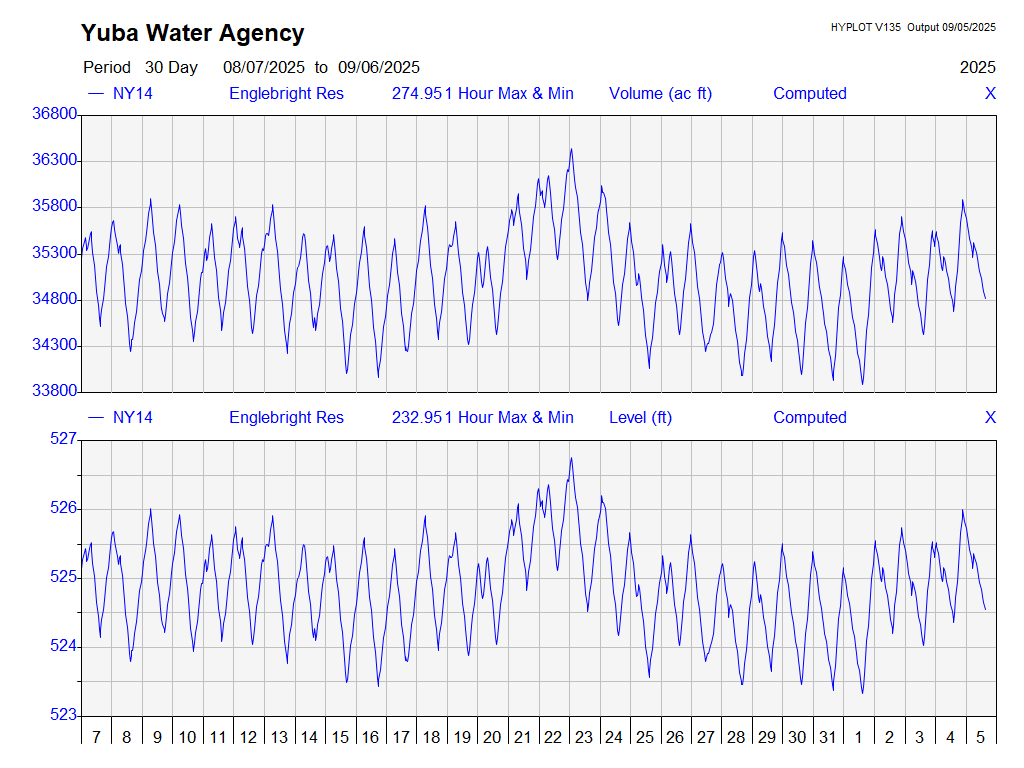 Yuba Water Agency
HYPLOT V135 Output 09/05/2025
Period 30 Day 08/07/2025 to 09/06/2025 2025
NY14 Englebright Res 274.951 Hour Max & Min Volume (ac ft) Computed X
36800
36300
35800
35300
34800
34300
33800
NY14 Englebright Res 232.951 Hour Max & Min Level (ft) Computed X
527
526
525
524
523
7 8 9 10 11 12 13 14 15 16 17 18 19 20 21 22 23 24 25 26 27 28 29 30 31 1 2 3 4 5